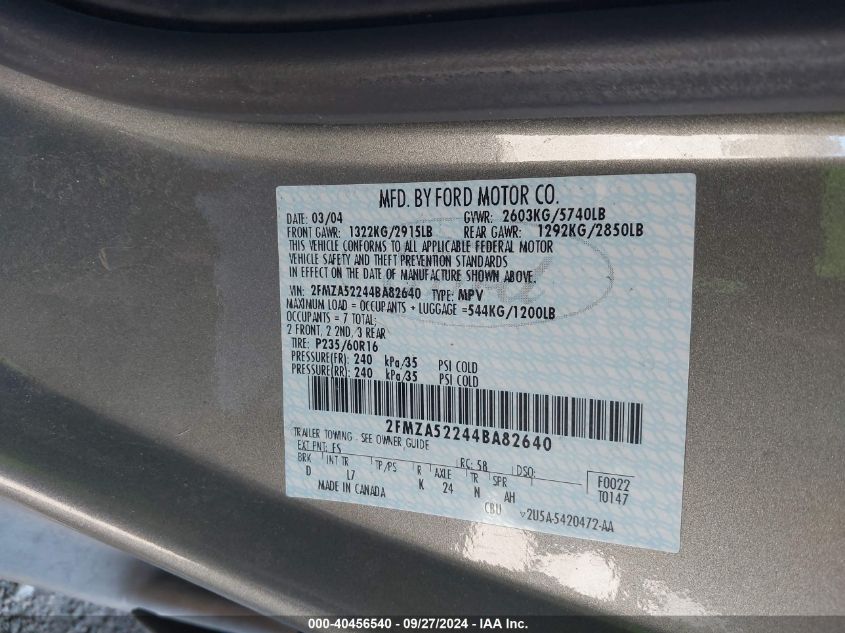 MFD. BY FORD MOTOR CO.
DATE: 03/04 GVWR: 2603KG/5740LB
FRONT GAWR: 1322KG/2915LB REAR GAWR: 1292KG/2850LB
THIS VEHICLE CONFORMS TO ALL APPLICABLE FEDERAL MOTOR
VEHICLE SAFETY AND THEFT PREVENTION STANDARDS
IN EFFECT ON THE DATE OF MANUFACTURE SHOWN ABOVE.
VIN: 2FMZA52244BA82640 TYPE: MPV
MAXIMUM LOAD = OCCUPANTS + LUGGAGE =544KG/1200LB
OCCUPANTS = 7 TOTAL:
2 FRONT, 2 2ND, 3 REAR
TIRE: P235/60R16
PRESSURE(FR) 240 kPa/35 PSI COLD
PRESSURE(RR) 240 kPa/35 PSI COLD
2FMZA52244BA82640
TRAILER TOWING - SEE OWNER GUIDE
EXT PNT: FS RC: 58 DSO: F0022
BRK INT TR TP/PS R AXLE TR SPR T0147
D L7 K 24 N AH
MADE IN CANADA CBU 2U5A-5420472-AA
000-40456540 - 09/27/2024 - IAA Inc.